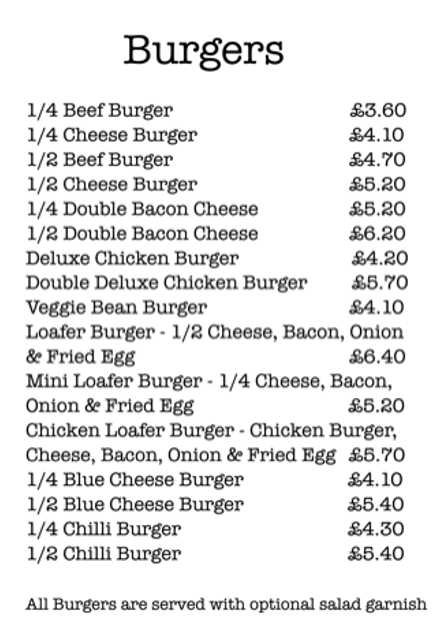 Burgers
1/4 Beef Burger £3.60
1/4 Cheese Burger £4.10
1/2 Beef Burger £4.70
1/2 Cheese Burger £5.20
1/4 Double Bacon Cheese £5.20
1/2 Double Bacon Cheese £6.20
Deluxe Chicken Burger £4.20
Double Deluxe Chicken Burger £5.70
Veggie Bean Burger £4.10
Loafer Burger - 1/2 Cheese, Bacon, Onion
& Fried Egg £6.40
Mini Loafer Burger - 1/4 Cheese, Bacon,
Onion & Fried Egg £5.20
Chicken Loafer Burger - Chicken Burger,
Cheese, Bacon, Onion & Fried Egg £5.70
1/4 Blue Cheese Burger £4.10
1/2 Blue Cheese Burger £5.40
1/4 Chilli Burger £4.30
1/2 Chilli Burger £5.40
All Burgers are served with optional salad garnish